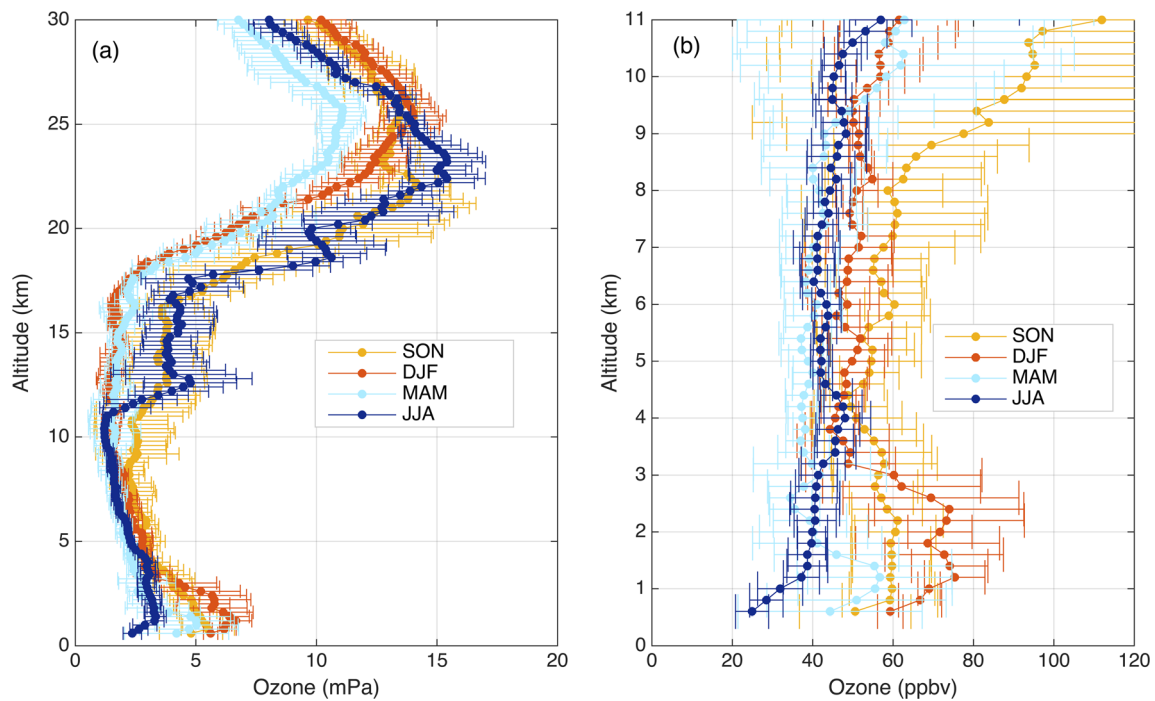 (a)
30
25
20
15
10
5
0
Altitude (km)
0 5 10 15 20
Ozone (mPa)
SON
DJF
MAM
JJA
(b)
11
10
9
8
7
6
5
4
3
2
1
0
Altitude (km)
0 20 40 60 80 100 120
Ozone (ppbv)
SON
DJF
MAM
JJA